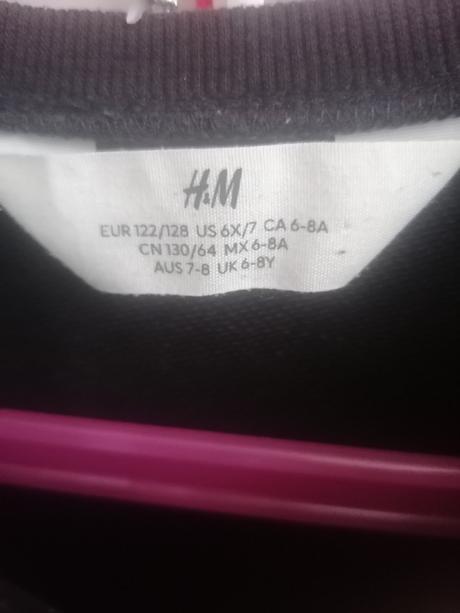 H&M
EUR 122/128 US 6X/7 CA 6-8A
CN 130/64 MX 6-8A
AUS 7-8 UK 6-8Y